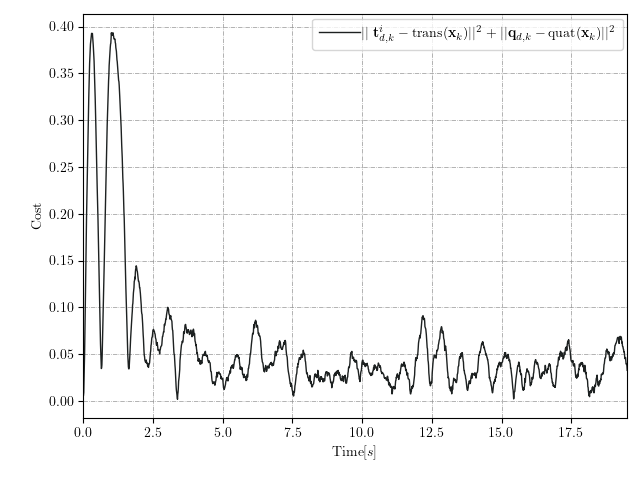 || t^i_{d,k} − trans(x_k)||^2 + ||q_{d,k} − quat(x_k)||^2
0.40
0.35
0.30
0.25
0.20
0.15
0.10
0.05
0.00
Cost
0.0 2.5 5.0 7.5 10.0 12.5 15.0 17.5
Time[s]